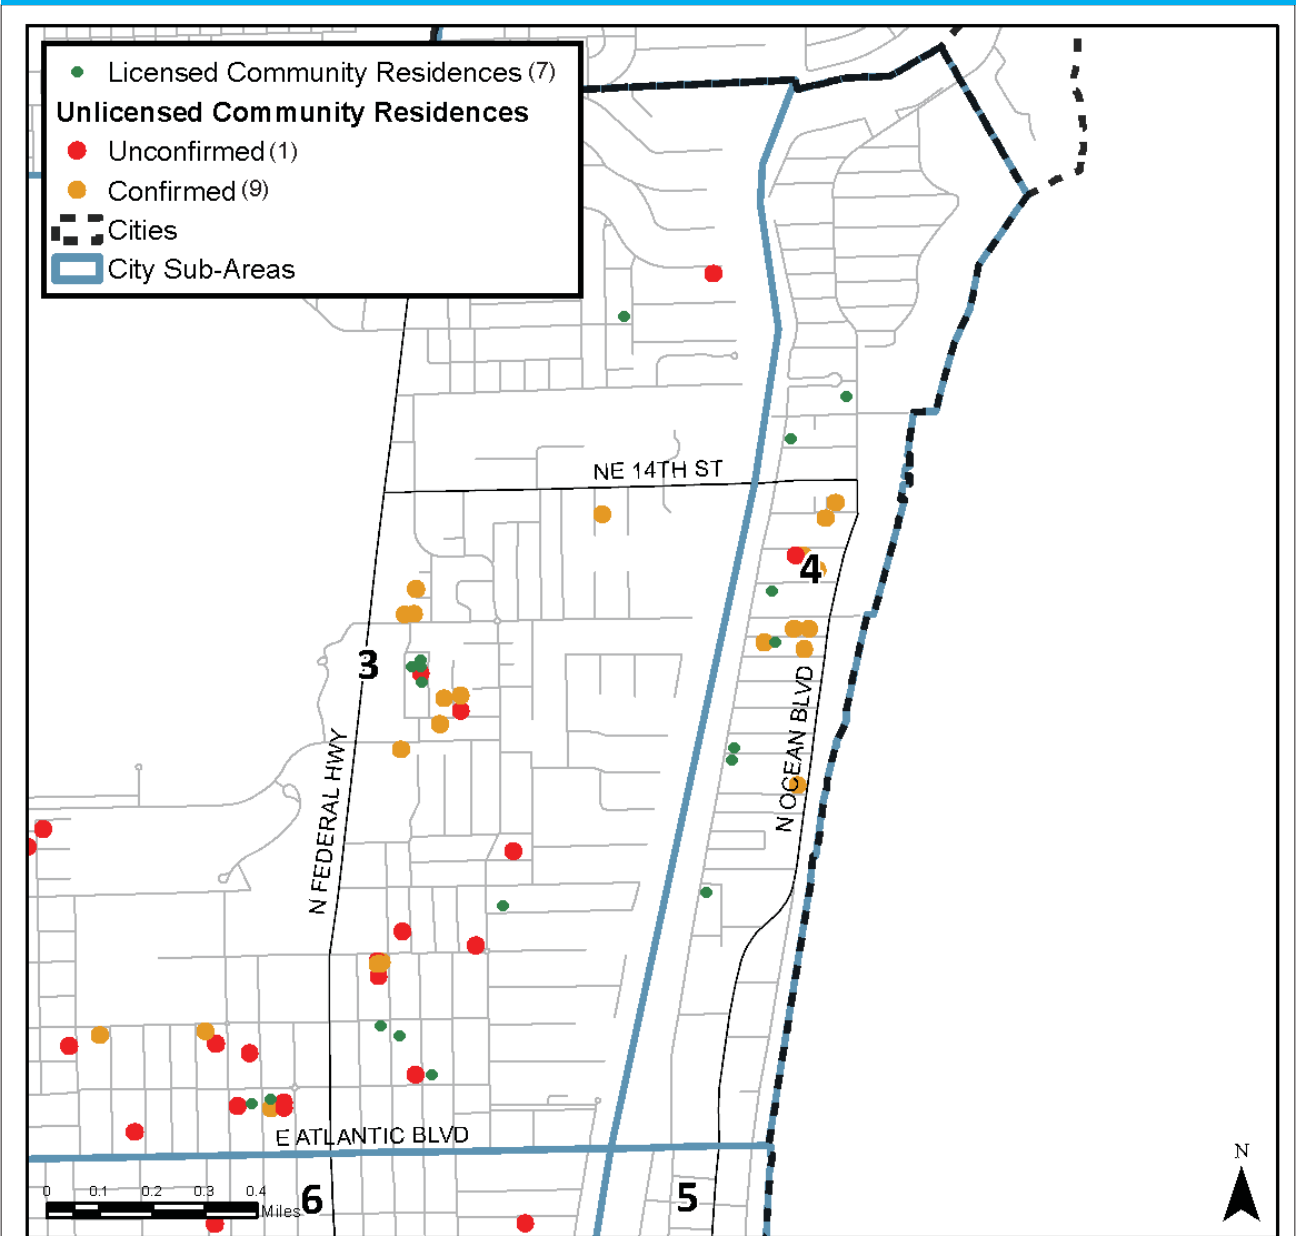 Licensed Community Residences (7)
Unlicensed Community Residences
Unconfirmed (1)
Confirmed (9)
Cities
City Sub-Areas
NE 14TH ST
4
3
N OCEAN BLVD
N FEDERAL HWY
E ATLANTIC BLVD
N
0 0.1 0.2 0.3 0.4
Miles
6
5